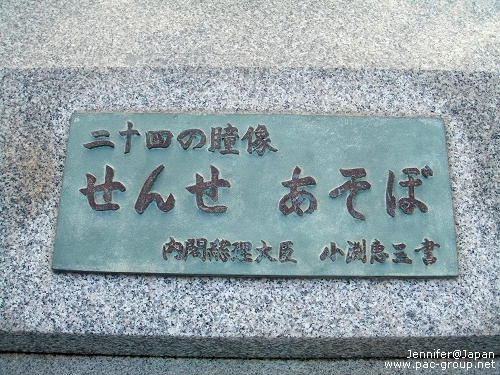 二十四の瞳像
せんせ あそぼ
内閣総理大臣 小渕恵三書
Jennifer@Japan
www.pac-group.net